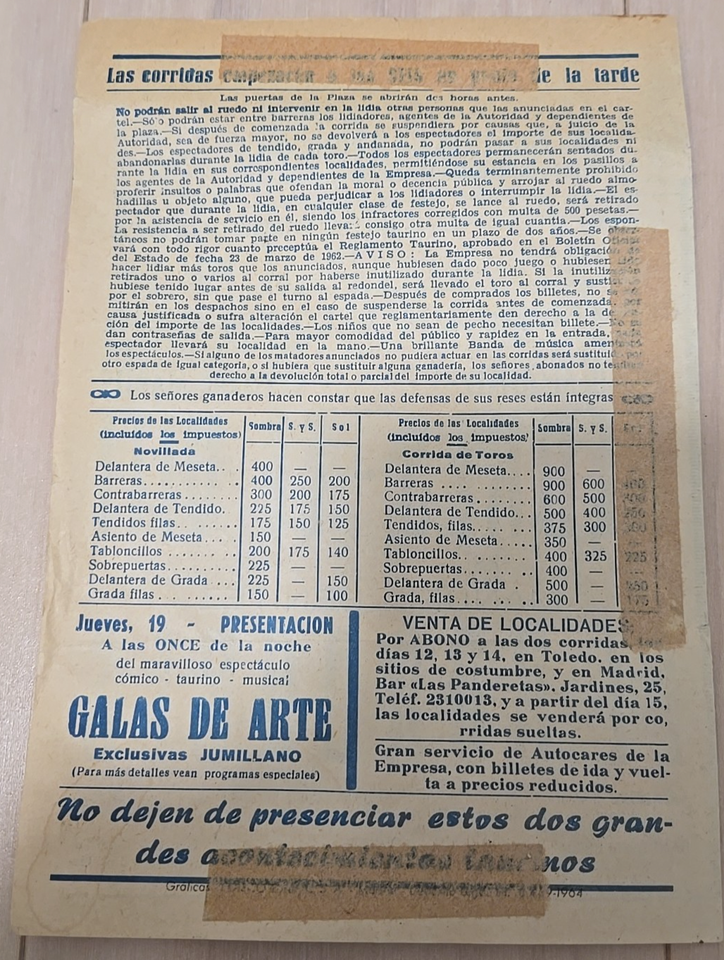 Las corridas empezarán a las SEIS en punto de la tarde
Las puertas de la Plaza se abrirán dos horas antes.
No podrán salir al ruedo ni intervenir en la lidia otras personas que las anunciadas en el car-
tel.—Sólo podrán estar entre barreras los lidiadores, agentes de la Autoridad y dependientes de
la plaza.—Si después de comenzada la corrida se suspendiera por causas que, a juicio de la
Autoridad, sea de fuerza mayor, no se devolverá a los espectadores el importe de sus localida-
des.—Los espectadores de tendido, grada y andanada, no podrán pasar a sus localidades ni
abandonarlas durante la lidia de cada toro.—Todos los espectadores permanecerán sentados du-
rante la lidia en sus correspondientes localidades, permitiéndose su estancia en los pasillos a
los agentes de la Autoridad y dependientes de la Empresa.—Queda terminantemente prohibido
proferir insultos o palabras que ofendan la moral o decencia pública y arrojar al ruedo almo-
hadillas u objeto alguno, que pueda perjudicar a los lidiadores o interrumpir la lidia.—El es-
pectador que durante la lidia, en cualquier clase de festejo, se lance al ruedo, será retirado
por la asistencia de servicio en él, siendo los infractores corregidos con multa de 500 pesetas.—
La resistencia a ser retirado del ruedo lleva consigo otra multa de igual cuantía.—Los espon-
táneos no podrán tomar parte en ningún festejo taurino en un plazo de dos años.—Se obser-
vará con todo rigor cuanto preceptúa el Reglamento Taurino, aprobado en el Boletín Oficial
del Estado de fecha 23 de marzo de 1962.—AVISO: La Empresa no tendrá obligación de
hacer lidiar más toros que los anunciados, aunque hubiesen dado poco juego o hubiesen
retirados uno o varios al corral por haberse inutilizado durante la lidia. Si la inutiliza
hubiese tenido lugar antes de su salida al redondel, será llevado el toro al corral y susti
por el sobrero, sin que pase el turno al espada.—Después de comprados los billetes, no se
mitirán en los despachos sino en el caso de suspenderse la corrida antes de comenzada,
causa justificada o sufra alteración el cartel que reglamentariamente den derecho a la de
ción del importe de las localidades.—Los niños que no sean de pecho necesitan billete.—No
dan contraseñas de salida.—Para mayor comodidad del público y rapidez en la entrada,
espectador llevará su localidad en la mano.—Una brillante Banda de música ameni
los espectáculos.—Si alguno de los matadores anunciados no pudiera actuar en las corridas será sustituido por
otro espada de igual categoría, o si hubiera que sustituir alguna ganadería, los señores abonados no tendrán
derecho a la devolución total o parcial del importe de su localidad.
Los señores ganaderos hacen constar que las defensas de sus reses están íntegras
Precios de las Localidades (incluidos los impuestos) Sombra S. y S. Sol
Novillada
Delantera de Meseta... 400 — —
Barreras.......... 400 250 200
Contrabarreras...... 300 200 175
Delantera de Tendido. 225 175 150
Tendidos filas........ 175 150 125
Asiento de Meseta... 150 — —
Tabloncillos........ 200 175 140
Sobrepuertas....... 225 — —
Delantera de Grada.. 225 — 150
Grada filas......... 150 — 100
Precios de las Localidades (incluidos los impuestos) Sombra S. y S. Sol
Corrida de Toros
Delantera de Meseta.... 900 — —
Barreras.......... 900 600
Contrabarreras....... 600 500
Delantera de Tendido... 500 400
Tendidos, filas........ 375 300
Asiento de Meseta..... 350 —
Tabloncillos......... 400 325 225
Sobrepuertas........ 400 —
Delantera de Grada. 500 —
Grada, filas......... 300 — 175
Jueves, 19 - PRESENTACION
A las ONCE de la noche
del maravilloso espectáculo
cómico - taurino - musical
GALAS DE ARTE
Exclusivas JUMILLANO
(Para más detalles vean programas especiales)
VENTA DE LOCALIDADES:
Por ABONO a las dos corridas, los
días 12, 13 y 14, en Toledo. en los
sitios de costumbre, y en Madrid,
Bar «Las Panderetas». Jardines, 25,
Teléf. 2310013, y a partir del día 15,
las localidades se venderá por co,
rridas sueltas.
Gran servicio de Autocares de la
Empresa, con billetes de ida y vuel-
ta a precios reducidos.
No dejen de presenciar estos dos gran-
des acontecimientos taurinos
Gráficas 1964